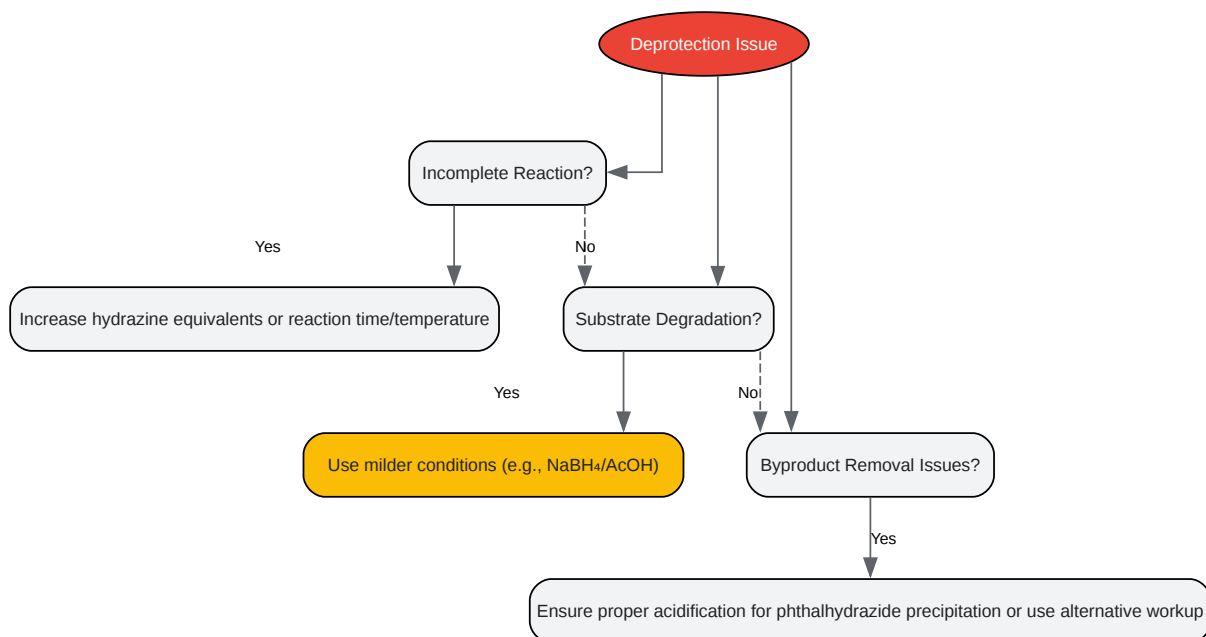 Deprotection Issue
Incomplete Reaction?
Yes
No
Increase hydrazine equivalents or reaction time/temperature
Substrate Degradation?
Yes
No
Use milder conditions (e.g., NaBH₄/AcOH)
Byproduct Removal Issues?
Yes
Ensure proper acidification for phthalhydrazide precipitation or use alternative workup